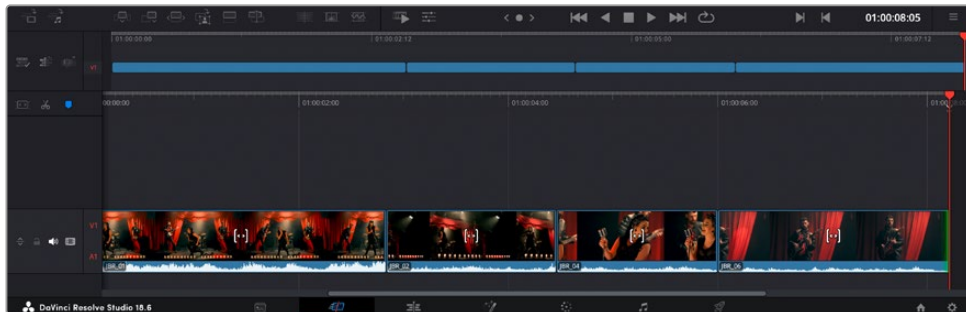 01:00:08:05
01:00:00:00 01:00:02:12 01:00:05:00 01:00:07:12
V1
00:00:00 01:00:02:00 01:00:04:00 01:00:06:00
V1
A1
JBR_01 JBR_02 JBR_04 JBR_06
DaVinci Resolve Studio 18.6